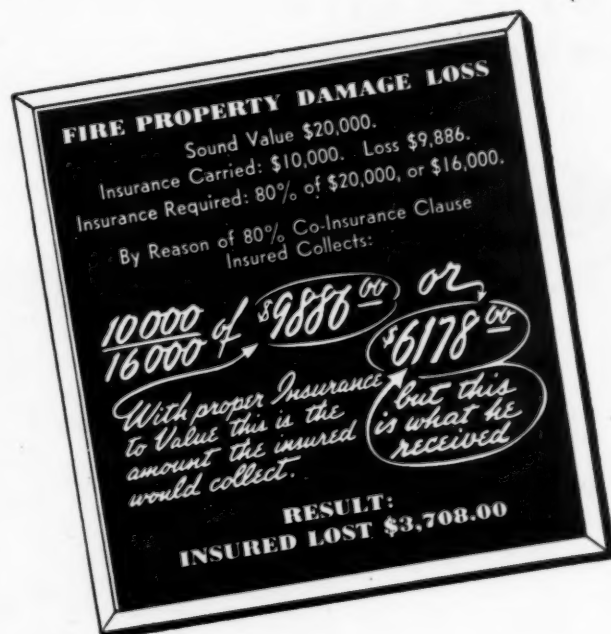 FIRE PROPERTY DAMAGE LOSS
Sound Value $20,000.
Insurance Carried: $10,000. Loss $9,886.
Insurance Required: 80% of $20,000, or $16,000.
By Reason of 80% Co-Insurance Clause
Insured Collects:
10000
16000 of $9886 00 or
$6178 00
With proper Insurance
to Value this is the
amount the insured
would collect.
but this
is what he
received
RESULT:
INSURED LOST $3,708.00